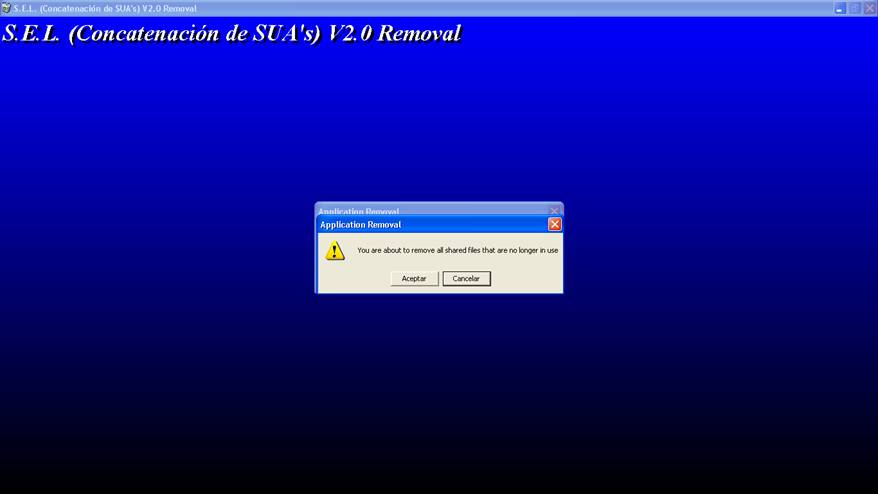 S.E.L. (Concatenación de SUA's) V2.0 Removal
S.E.L. (Concatenación de SUA's) V2.0 Removal
Application Removal
Application Removal
You are about to remove all shared files that are no longer in use
Aceptar Cancelar